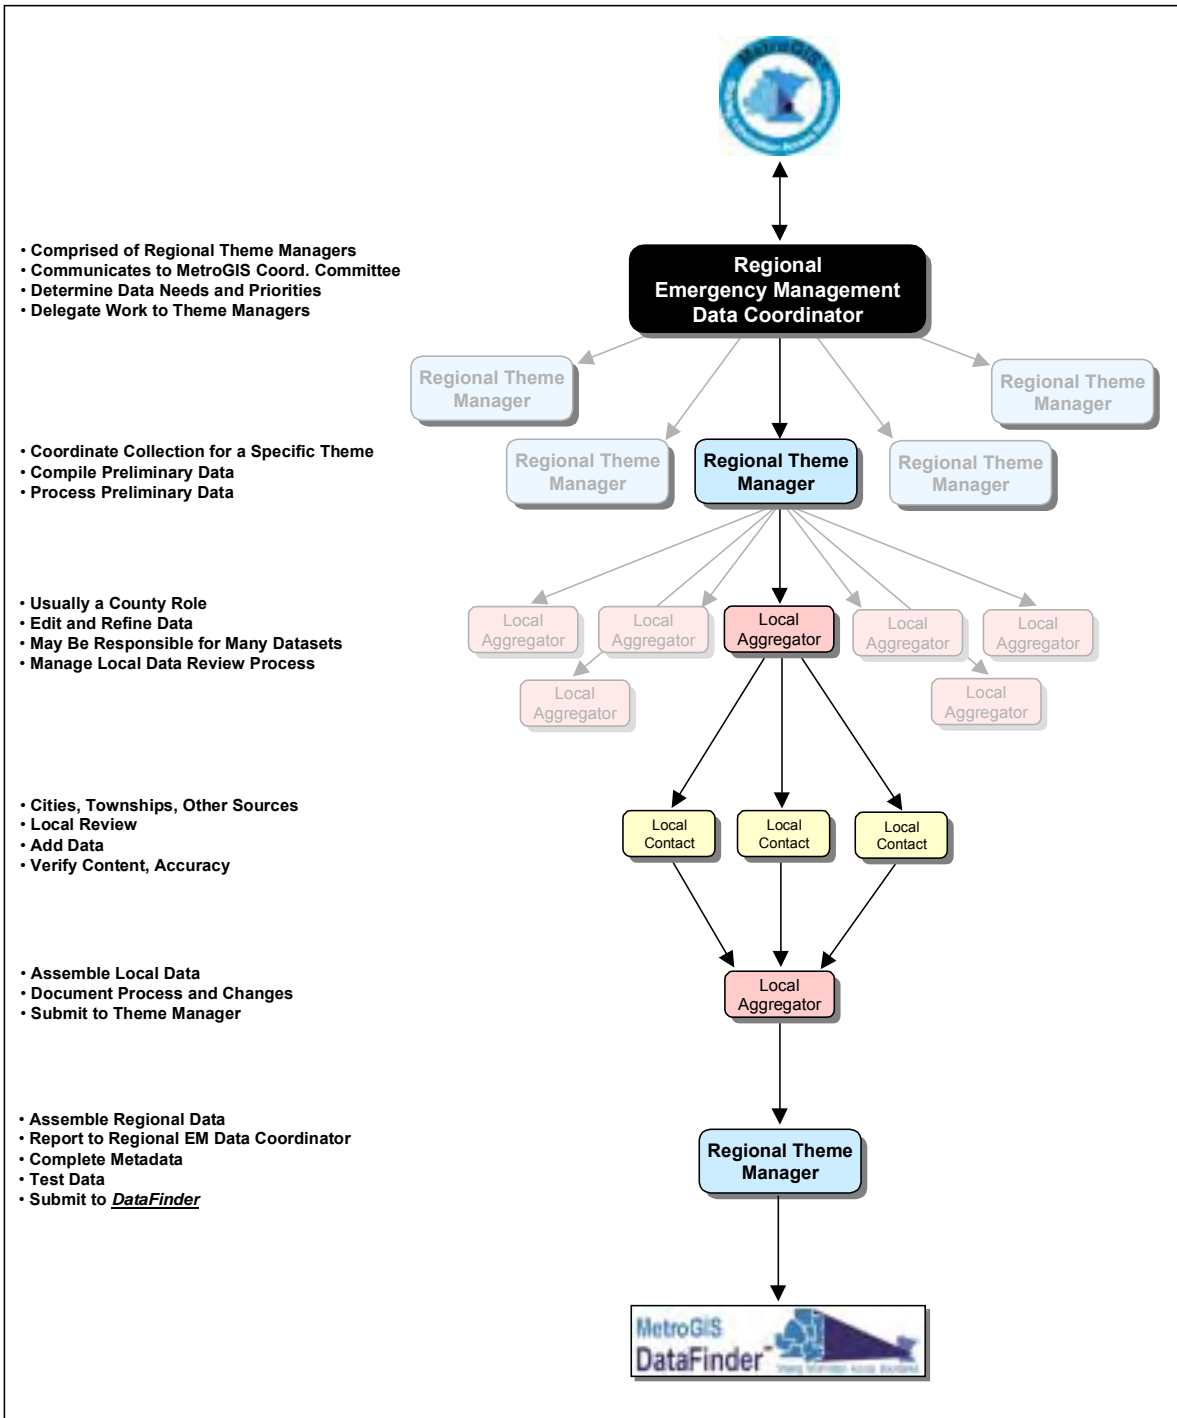 MetroGIS
• Comprised of Regional Theme Managers
• Communicates to MetroGIS Coord. Committee
• Determine Data Needs and Priorities
• Delegate Work to Theme Managers
Regional
Emergency Management
Data Coordinator
Regional Theme
Manager
Regional Theme
Manager
• Coordinate Collection for a Specific Theme
• Compile Preliminary Data
• Process Preliminary Data
Regional Theme
Manager
Regional Theme
Manager
Regional Theme
Manager
• Usually a County Role
• Edit and Refine Data
• May Be Responsible for Many Datasets
• Manage Local Data Review Process
Local
Aggregator
Local
Aggregator
Local
Aggregator
Local
Aggregator
Local
Aggregator
Local
Aggregator
Local
Aggregator
• Cities, Townships, Other Sources
• Local Review
• Add Data
• Verify Content, Accuracy
Local
Contact
Local
Contact
Local
Contact
• Assemble Local Data
• Document Process and Changes
• Submit to Theme Manager
Local
Aggregator
• Assemble Regional Data
• Report to Regional EM Data Coordinator
• Complete Metadata
• Test Data
• Submit to DataFinder
Regional Theme
Manager
MetroGIS
DataFinder